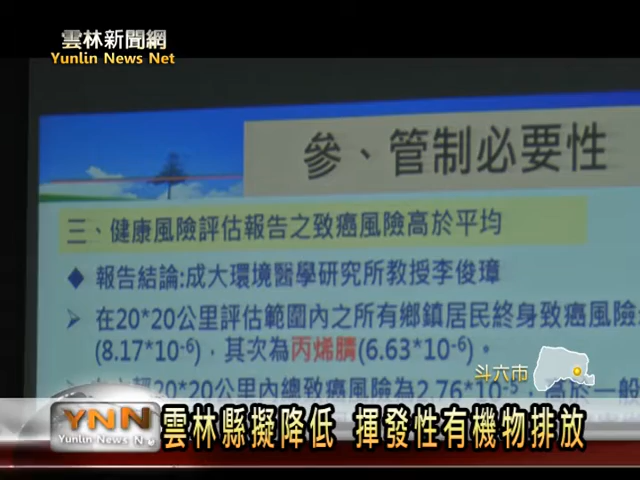 雲林新聞網
Yunlin News Net
參、管制必要性
三、健康風險評估報告之致癌風險高於平均
◆ 報告結論:成大環境醫學研究所教授李俊璋
➢ 在20*20公里評估範圍內之所有鄉鎮居民終身致癌風險
(8.17*10-6)，其次為丙烯腈(6.63*10-6)。
20*20公里內總致癌風險為2.76*10-5，高於一般
斗六市
YNN
Yunlin News N
雲林縣擬降低 揮發性有機物排放